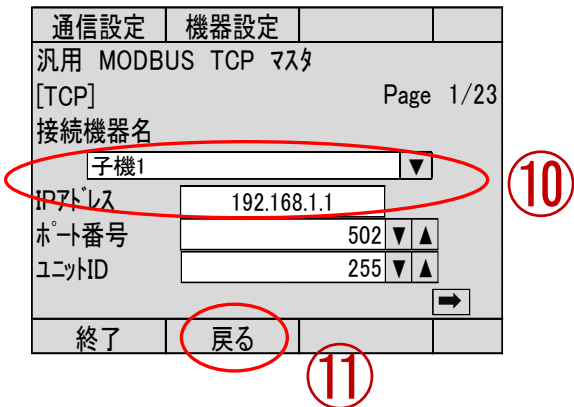 通信設定 機器設定
汎用 MODBUS TCP ﾏｽﾀ
[TCP] Page 1/23
接続機器名
子機1 ▼
⑩
IPｱﾄﾞﾚｽ 192.168.1.1
ﾎﾟｰﾄ番号 502 ▼ ▲
ﾕﾆｯﾄID 255 ▼ ▲
➡
終了 戻る
⑪